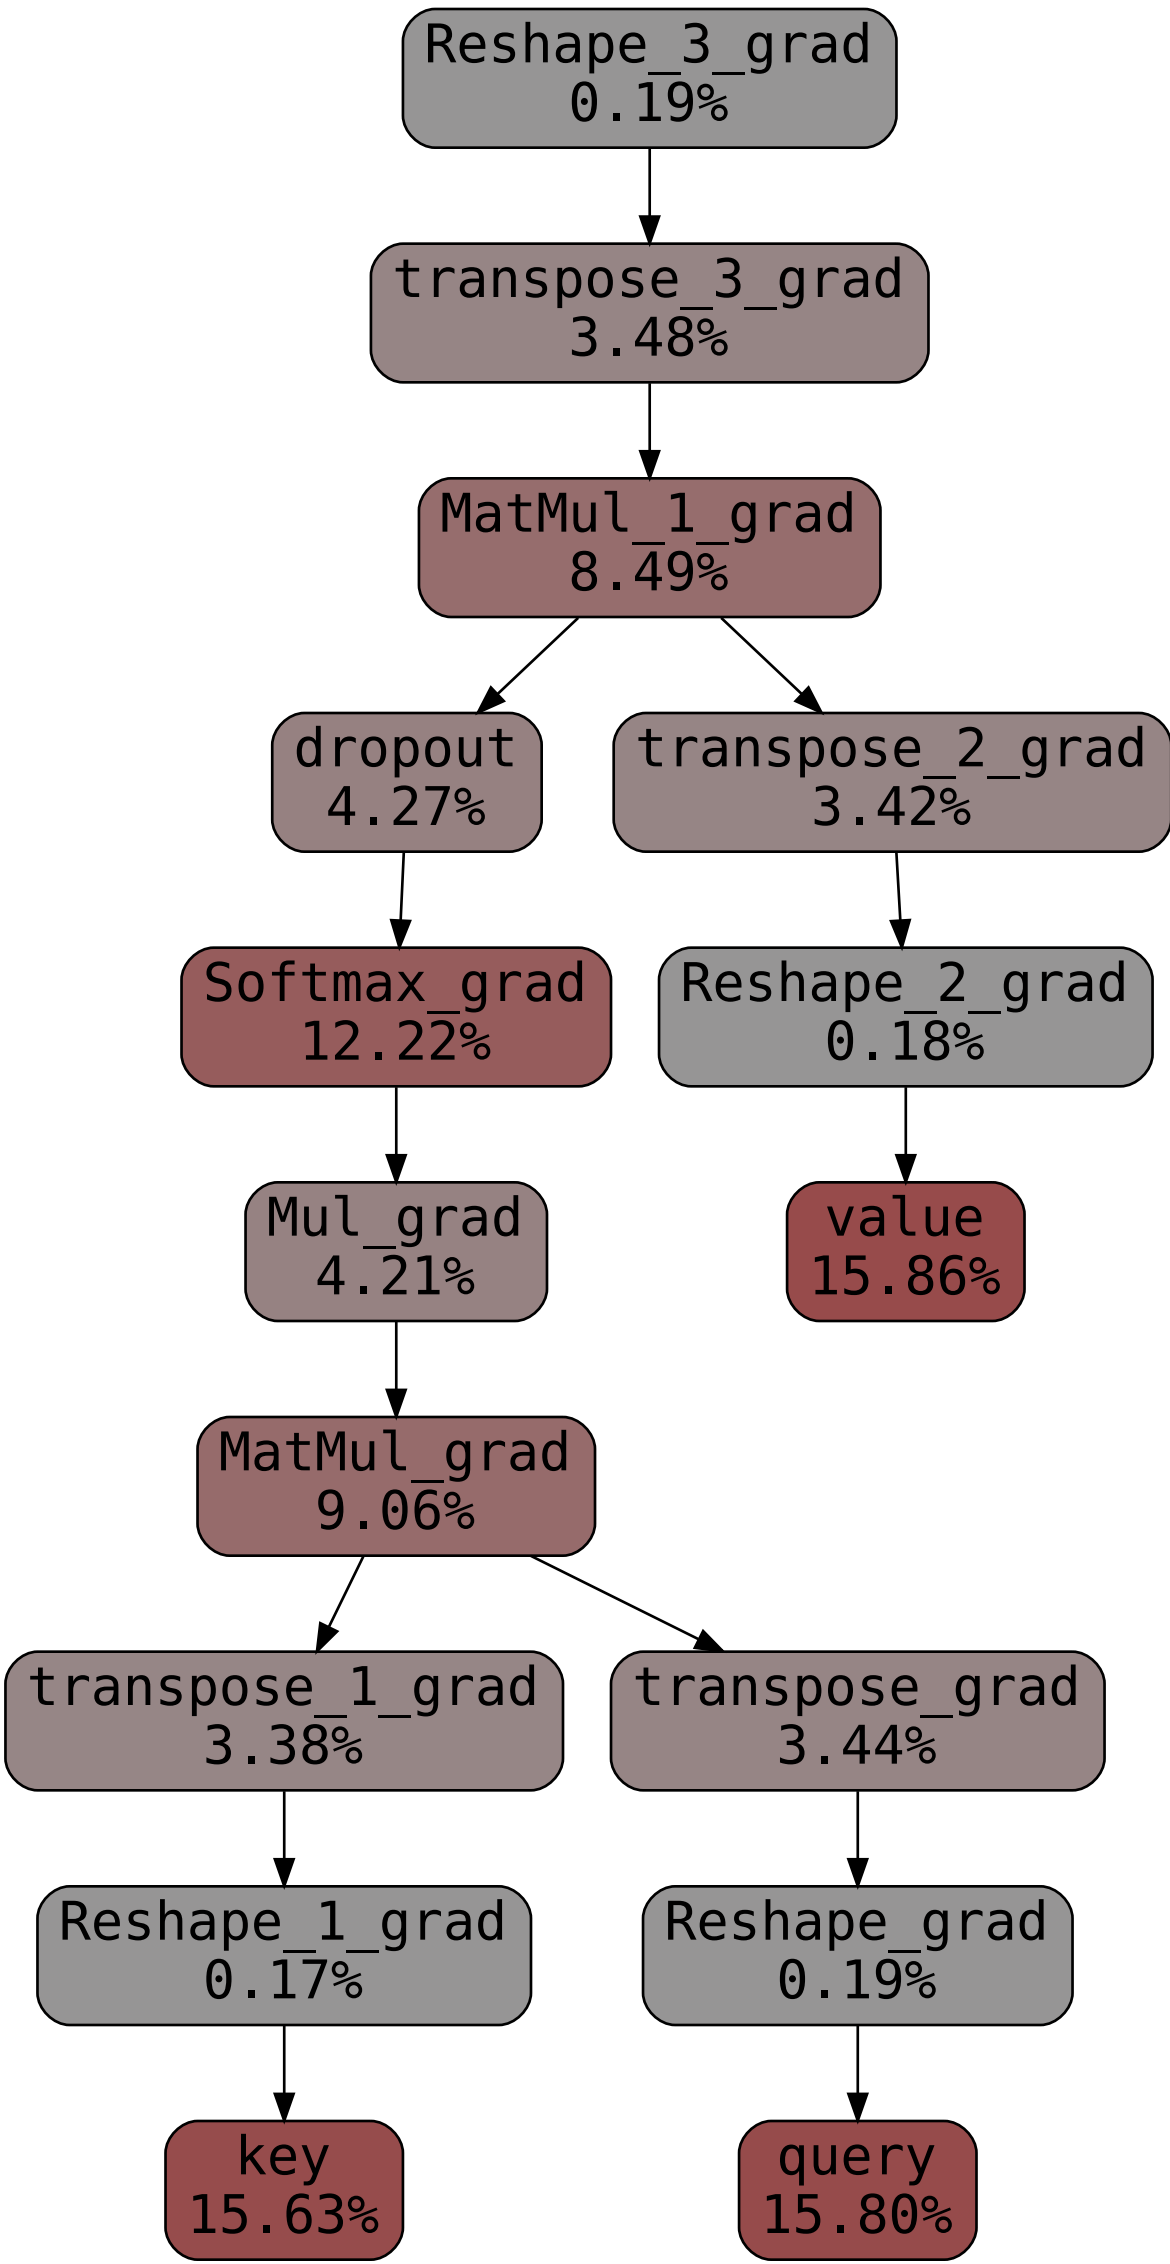 Reshape_3_grad
0.19%
transpose_3_grad
3.48%
MatMul_1_grad
8.49%
dropout
4.27%
transpose_2_grad
3.42%
Softmax_grad
12.22%
Reshape_2_grad
0.18%
Mul_grad
4.21%
value
15.86%
MatMul_grad
9.06%
transpose_1_grad
3.38%
transpose_grad
3.44%
Reshape_1_grad
0.17%
Reshape_grad
0.19%
key
15.63%
query
15.80%